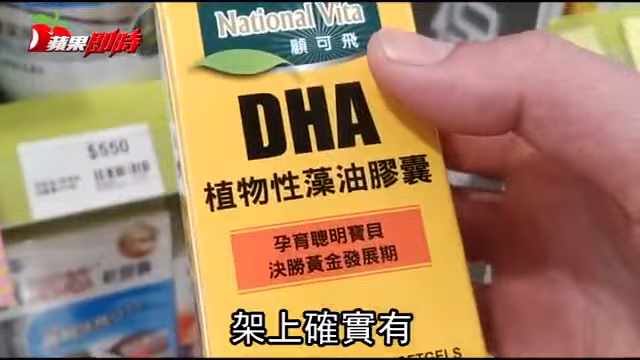 蘋果即時
National Vita
顧可飛
DHA
植物性藻油膠囊
孕育聰明寶貝
決勝黃金發展期
$550
架上確實有